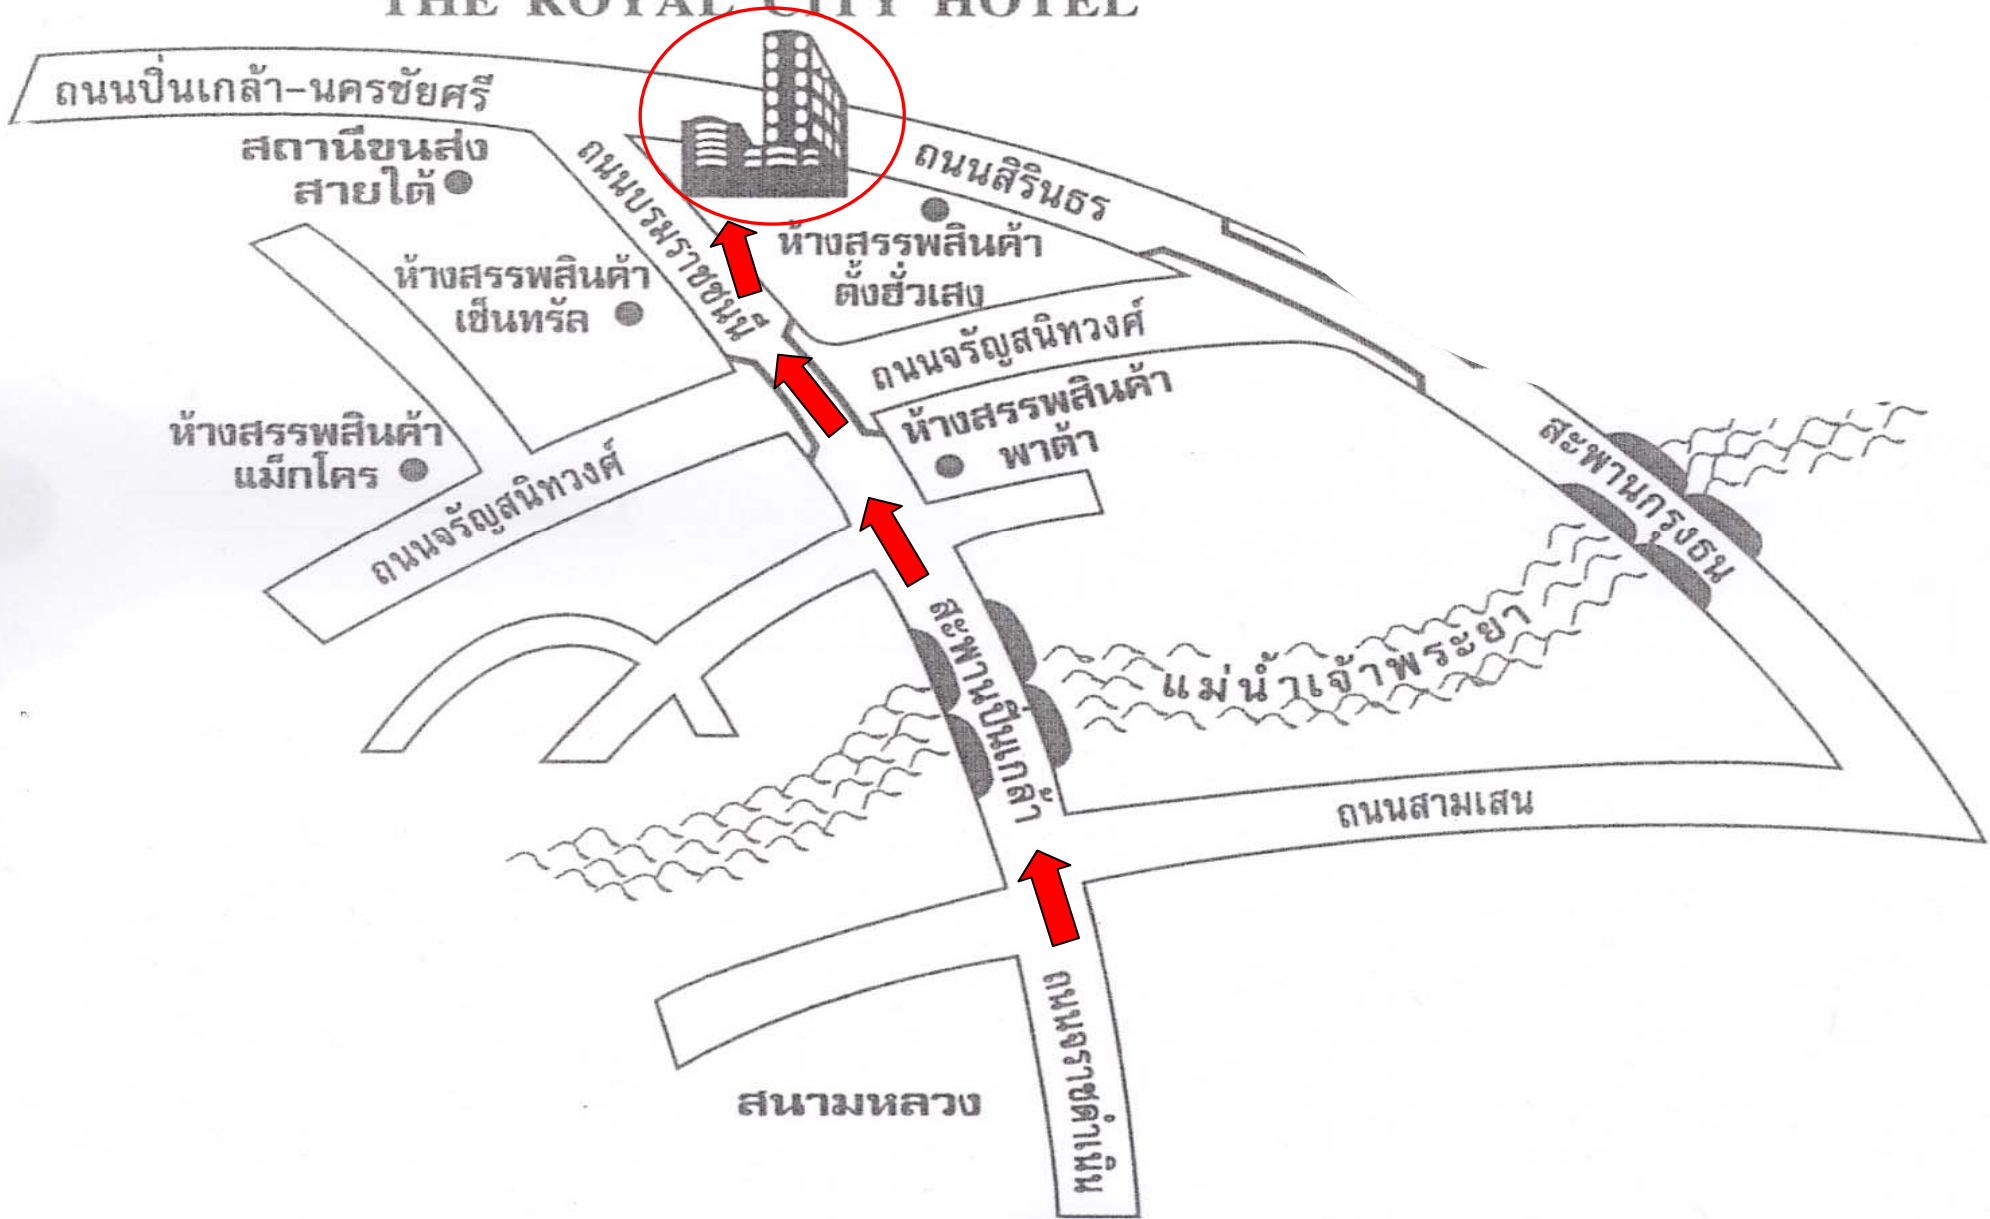 THE ROYAL CITY HOTEL
ถนนปิ่นเกล้า-นครชัยศรี
สถานีขนส่ง
สายใต้
ถนนบรมราชชนนี
ถนนสิรินธร
ห้างสรรพสินค้า
ตั้งฮั่วเสง
ห้างสรรพสินค้า
เซ็นทรัล
ถนนจรัญสนิทวงศ์
ห้างสรรพสินค้า
พาต้า
ห้างสรรพสินค้า
แม็กโคร
ถนนจรัญสนิทวงศ์
สะพานกรุงธน
สะพานปิ่นเกล้า
แม่น้ำเจ้าพระยา
ถนนสามเสน
ถนนจราชดำเนิน
สนามหลวง